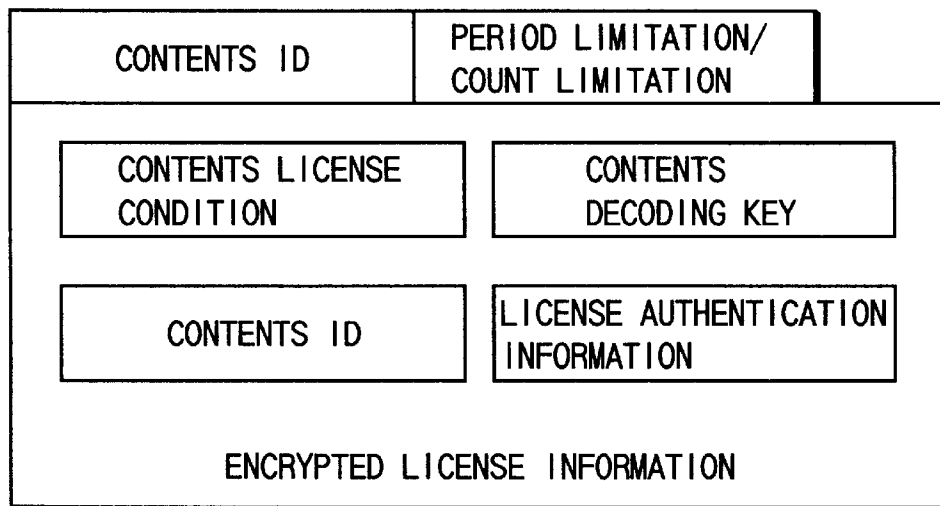 CONTENTS ID
PERIOD LIMITATION/
COUNT LIMITATION
CONTENTS LICENSE
CONDITION
CONTENTS
DECODING KEY
CONTENTS ID
LICENSE AUTHENTICATION
INFORMATION
ENCRYPTED LICENSE INFORMATION